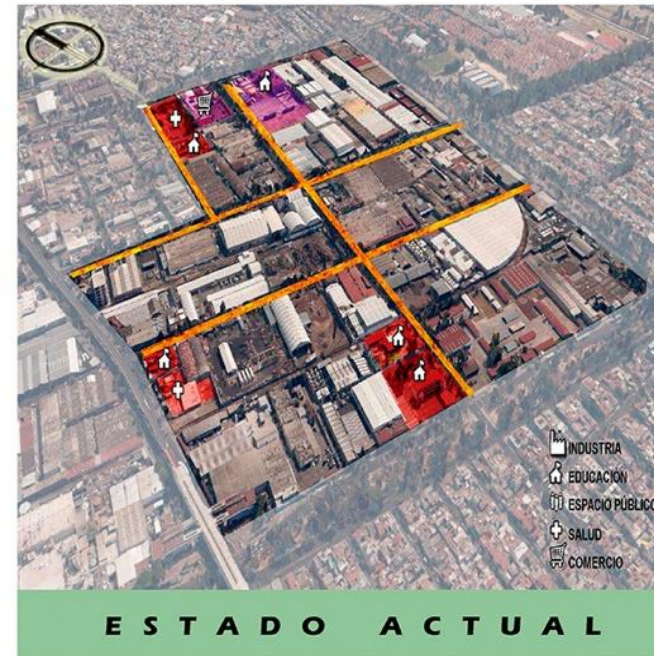 INDUSTRIA
EDUCACIÓN
ESPACIO PÚBLICO
SALUD
COMERCIO
ESTADO ACTUAL